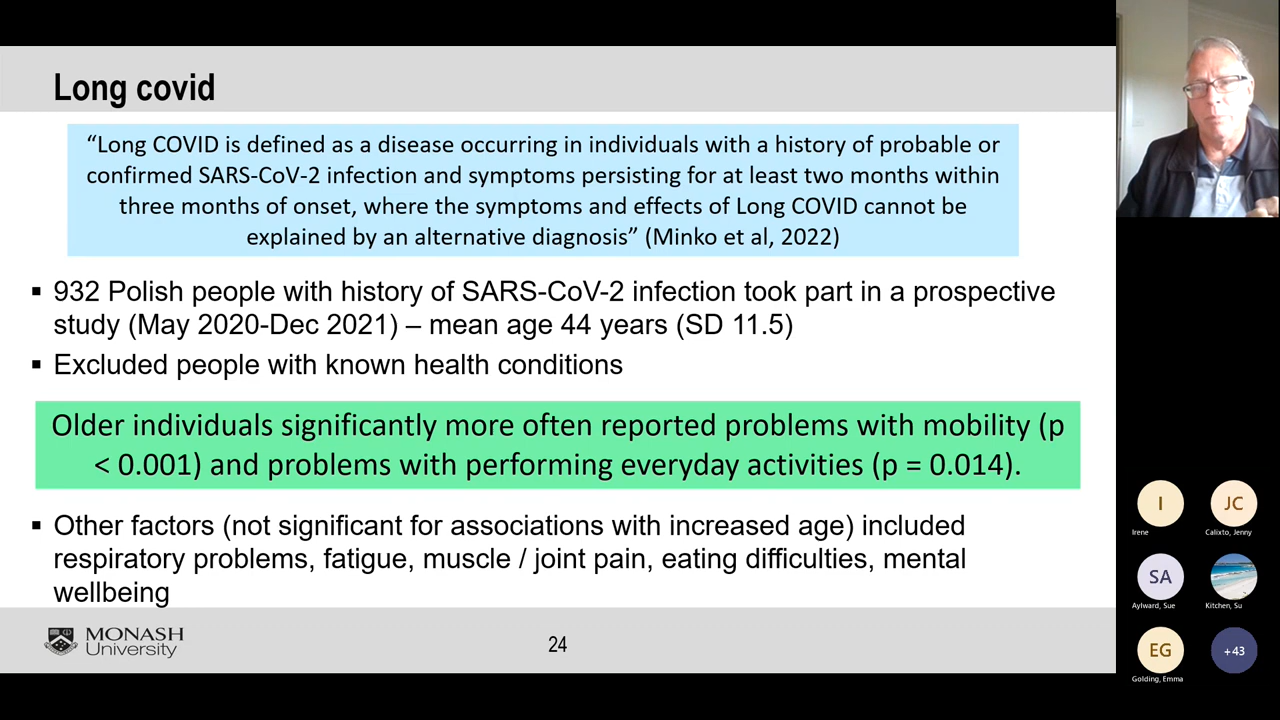 Long covid
“Long COVID is defined as a disease occurring in individuals with a history of probable or
confirmed SARS-CoV-2 infection and symptoms persisting for at least two months within
three months of onset, where the symptoms and effects of Long COVID cannot be
explained by an alternative diagnosis” (Minko et al, 2022)
▪ 932 Polish people with history of SARS-CoV-2 infection took part in a prospective
study (May 2020-Dec 2021) – mean age 44 years (SD 11.5)
▪ Excluded people with known health conditions
Older individuals significantly more often reported problems with mobility (p
< 0.001) and problems with performing everyday activities (p = 0.014).
▪ Other factors (not significant for associations with increased age) included
respiratory problems, fatigue, muscle / joint pain, eating difficulties, mental
wellbeing
MONASH
University
24
I
Irene
JC
Calixto, Jenny
SA
Aylward, Sue
Kitchen, Su
EG
Golding, Emma
+43